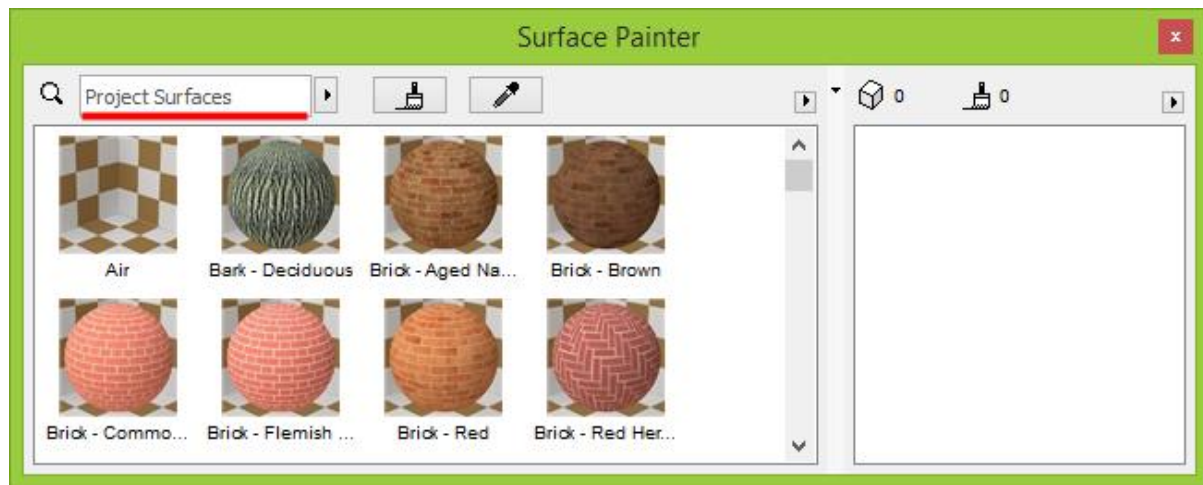 Surface Painter
x
Project Surfaces
0
0
Air
Bark - Deciduous
Brick - Aged Na...
Brick - Brown
Brick - Commo...
Brick - Flemish ...
Brick - Red
Brick - Red Her...